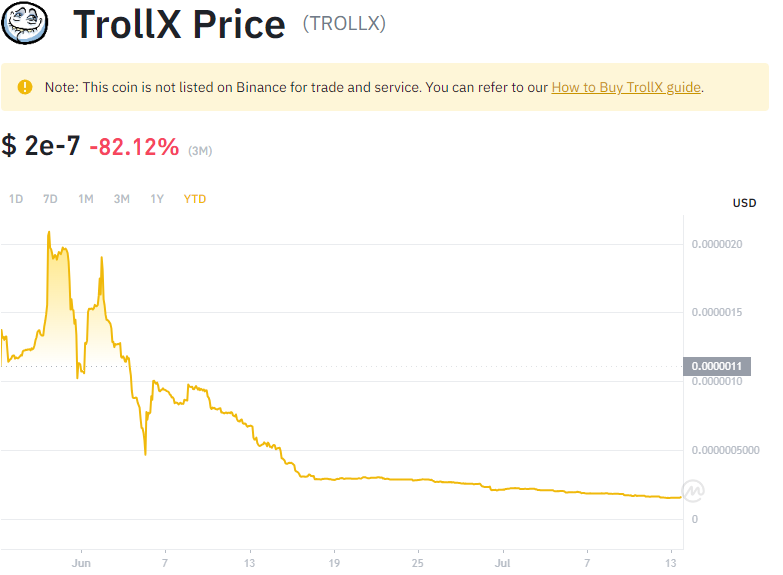 TrollX Price (TROLLX)
Note: This coin is not listed on Binance for trade and service. You can refer to our How to Buy TrollX guide.
$ 2e-7 -82.12% (3M)
1D 7D 1M 3M 1Y YTD
USD
0.0000020
0.0000015
0.0000011
0.0000010
0.0000005000
0
Jun 7 13 19 25 Jul 7 13